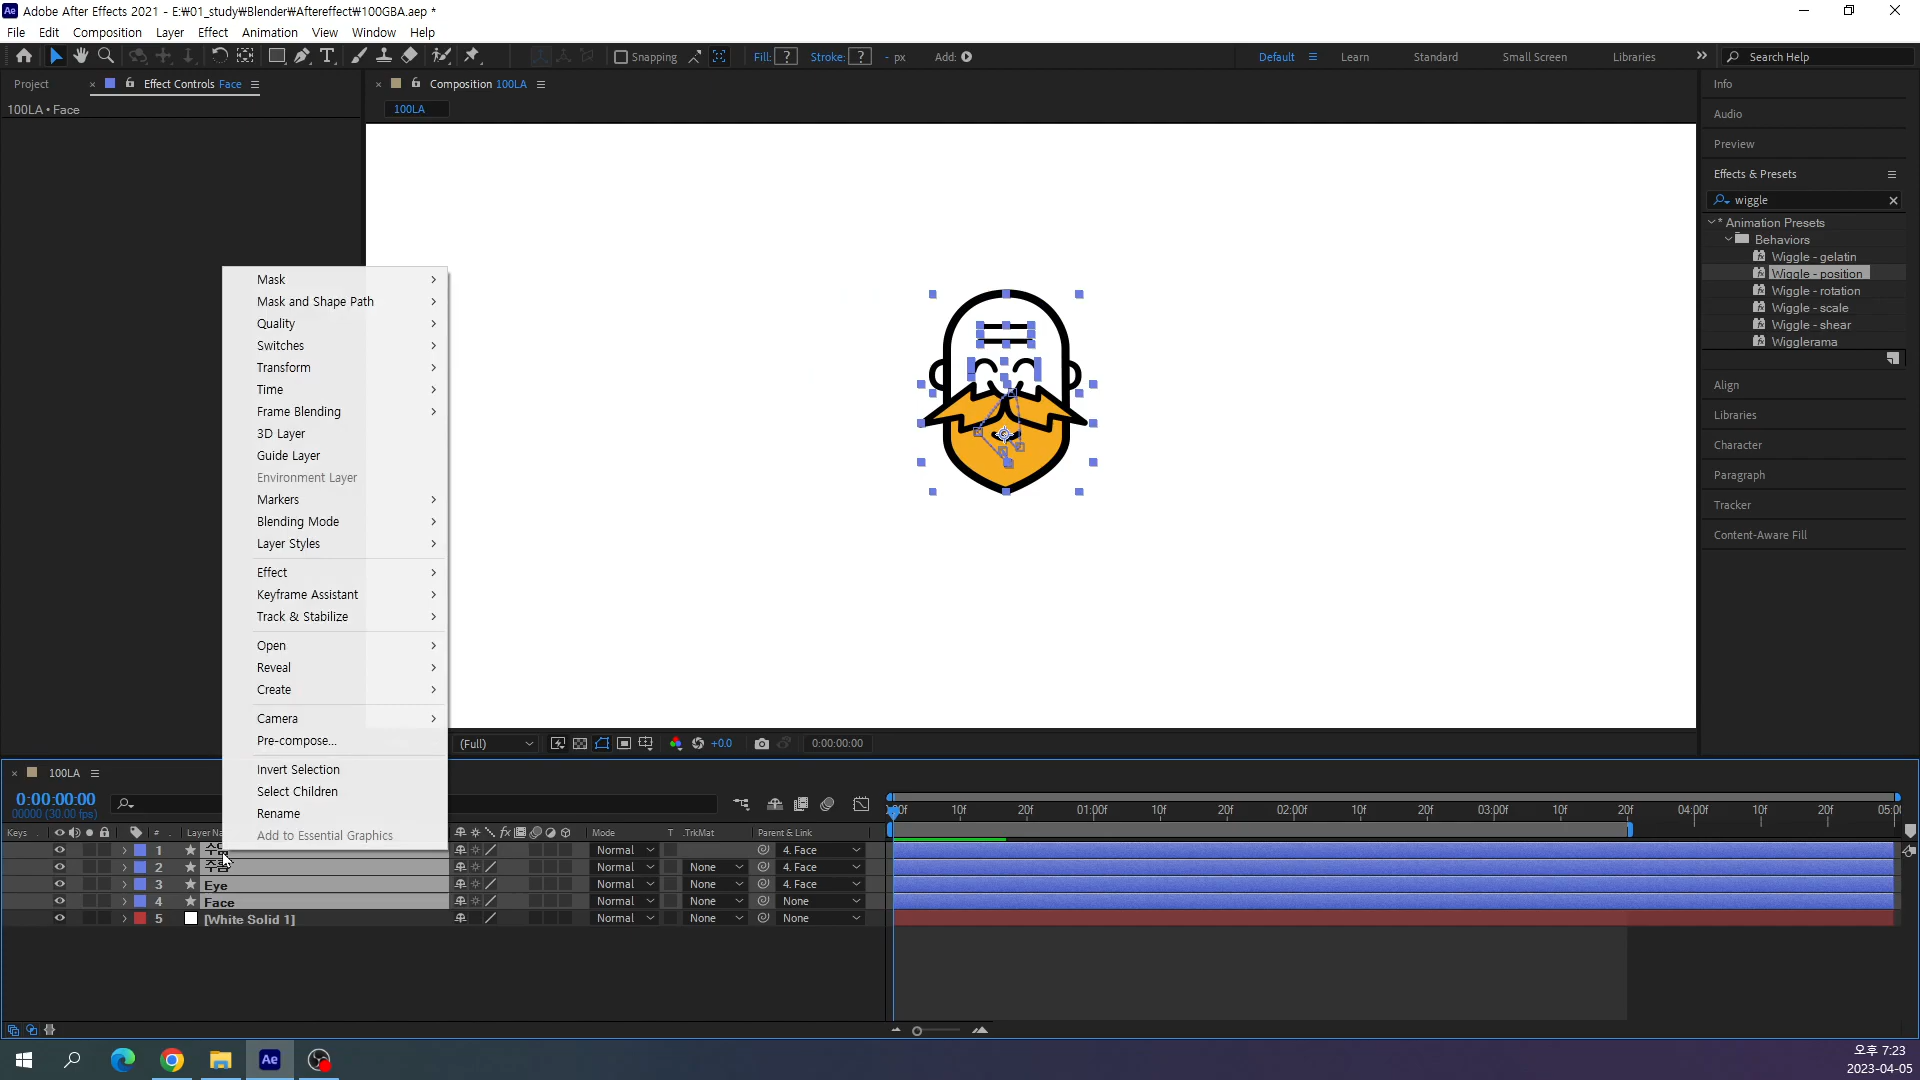 Adobe After Effects 2021 - E:₩01_study₩Blender₩Aftereffect₩100GBA.aep *
File Edit Composition Layer Effect Animation View Window Help
Snapping Fill: ? Stroke: ? - px Add: Default Learn Standard Small Screen Libraries Search Help
Project Effect Controls Face
100LA • Face
Composition 100LA
100LA
Info
Audio
Preview
Effects & Presets
wiggle
* Animation Presets
Behaviors
Wiggle - gelatin
Wiggle - position
Wiggle - rotation
Wiggle - scale
Wiggle - shear
Wigglerama
Align
Libraries
Character
Paragraph
Tracker
Content-Aware Fill
Mask
Mask and Shape Path
Quality
Switches
Transform
Time
Frame Blending
3D Layer
Guide Layer
Environment Layer
Markers
Blending Mode
Layer Styles
Effect
Keyframe Assistant
Track & Stabilize
Open
Reveal
Create
Camera
Pre-compose...
Invert Selection
Select Children
Rename
Add to Essential Graphics
(Full) +0.0 0:00:00:00
100LA
0:00:00:00
00000 (30.00 fps)
10f 20f 01:00f 10f 20f 02:00f 10f 20f 03:00f 10f 20f 04:00f 10f 20f
Keys # Mode T .TrkMat Parent & Link
1 Normal 4. Face
2 Normal None 4. Face
3 Eye Normal None 4. Face
4 Face Normal None None
5 [White Solid 1] Normal None None
오후 7:23
2023-04-05